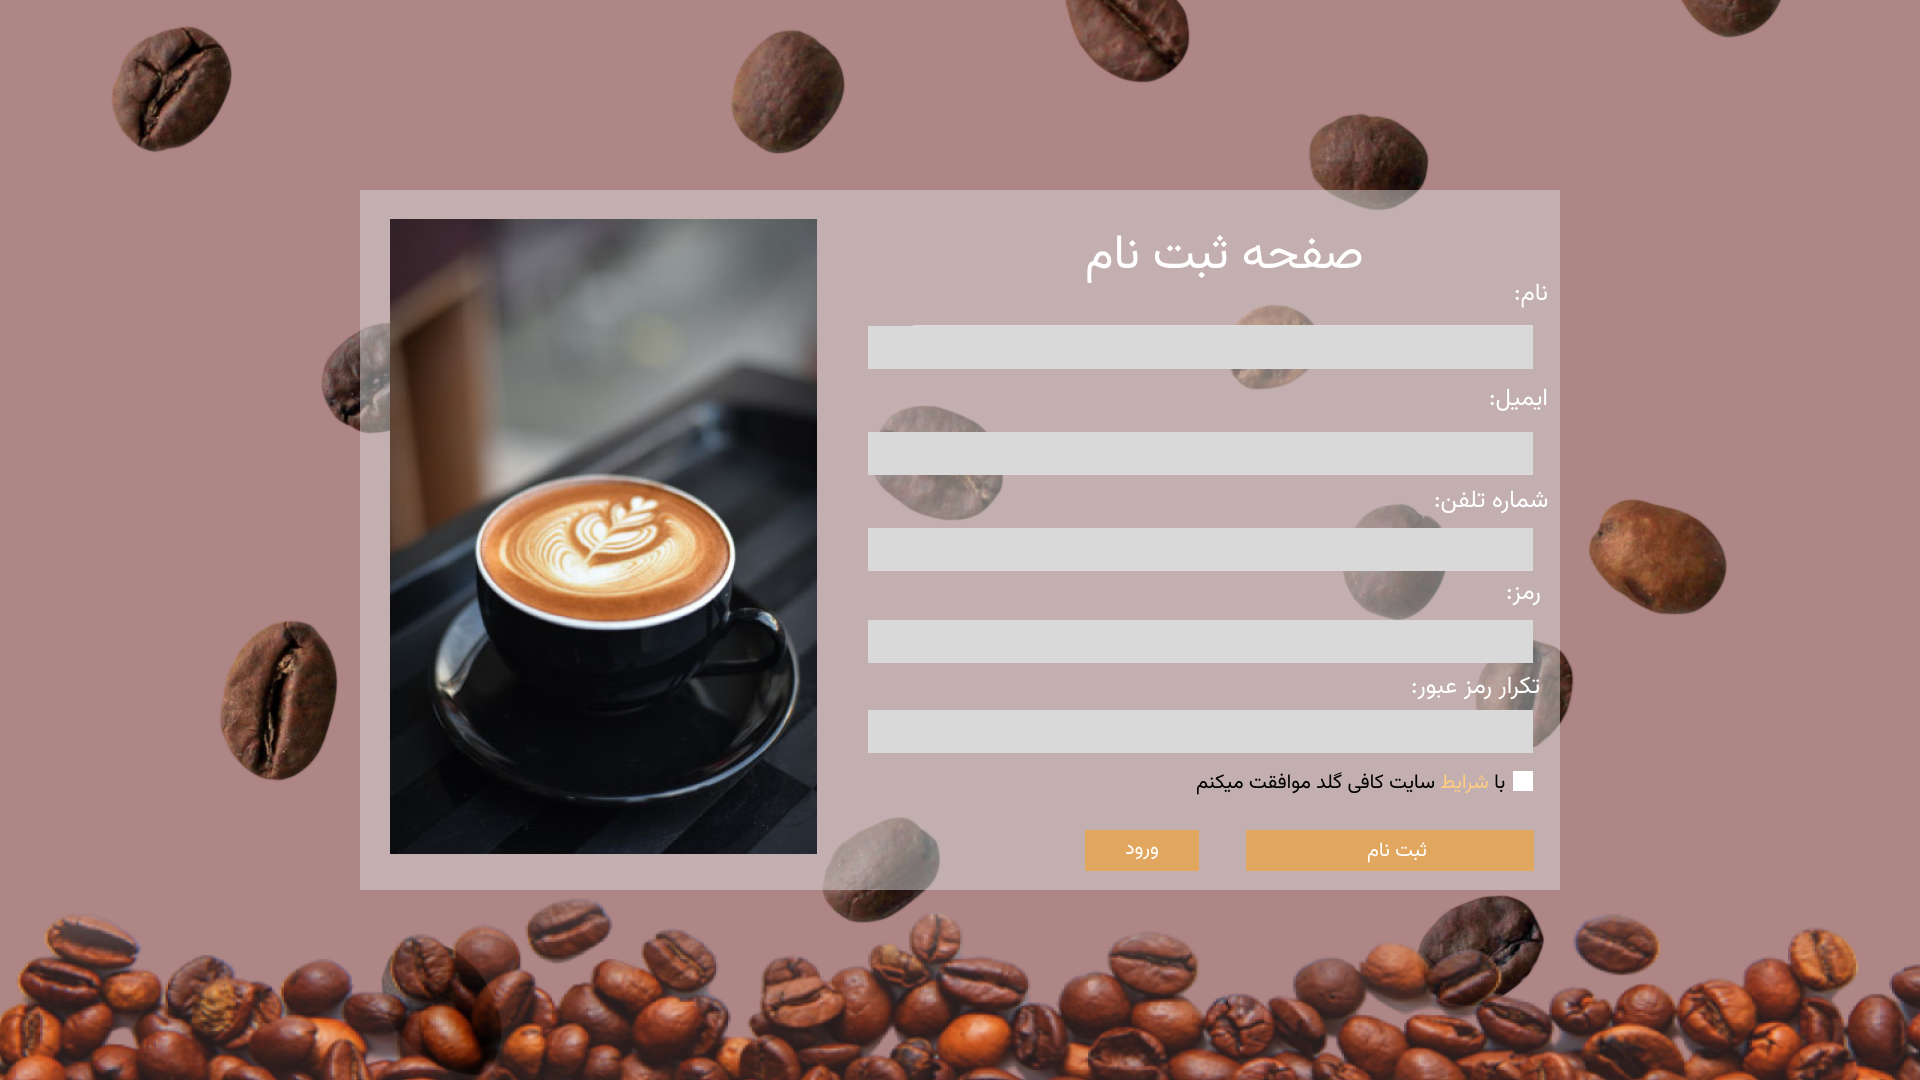 صفحه ثبت نام
نام:
ایمیل:
شماره تلفن:
رمز:
تکرار رمز عبور:
با شرایط سایت کافی گلد موافقت میکنم
ثبت نام
ورود